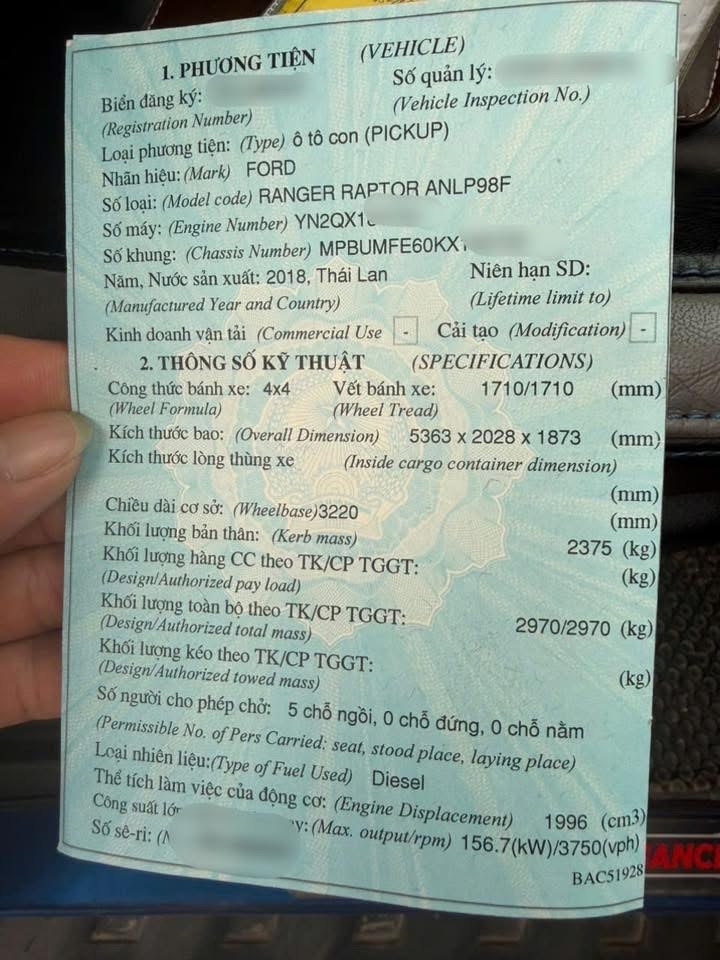 1. PHƯƠNG TIỆN (VEHICLE)
Biển đăng ký: Số quản lý:
(Registration Number) (Vehicle Inspection No.)
Loại phương tiện: (Type) Ô tô con (PICKUP)
Nhãn hiệu: (Mark) FORD
Số loại: (Model code) RANGER RAPTOR ANLP98F
Số máy: (Engine Number) YN2QX1
Số khung: (Chassis Number) MPBUMFE60KX
Năm, Nước sản xuất: 2018, Thái Lan Niên hạn SD:
(Manufactured Year and Country) (Lifetime limit to)
Kinh doanh vận tải (Commercial Use - Cải tạo (Modification) -
2. THÔNG SỐ KỸ THUẬT (SPECIFICATIONS)
Công thức bánh xe: 4x4 Vết bánh xe: 1710/1710 (mm)
(Wheel Formula) (Wheel Tread)
Kích thước bao: (Overall Dimension) 5363 x 2028 x 1873 (mm)
Kích thước lòng thùng xe (Inside cargo container dimension)
(mm)
Chiều dài cơ sở: (Wheelbase)3220 (mm)
Khối lượng bản thân: (Kerb mass) 2375 (kg)
Khối lượng hàng CC theo TK/CP TGGT: (kg)
(Design/Authorized pay load)
Khối lượng toàn bộ theo TK/CP TGGT: 2970/2970 (kg)
(Design/Authorized total mass)
Khối lượng kéo theo TK/CP TGGT: (kg)
(Design/Authorized towed mass)
Số người cho phép chở: 5 chỗ ngồi, 0 chỗ đứng, 0 chỗ nằm
(Permissible No. of Pers Carried: seat, stood place, laying place)
Loại nhiên liệu:(Type of Fuel Used) Diesel
Thể tích làm việc của động cơ: (Engine Displacement) 1996 (cm3)
Công suất (Max. output/rpm) 156.7(kW)/3750(vph)
Số sê-ri: BAC51928